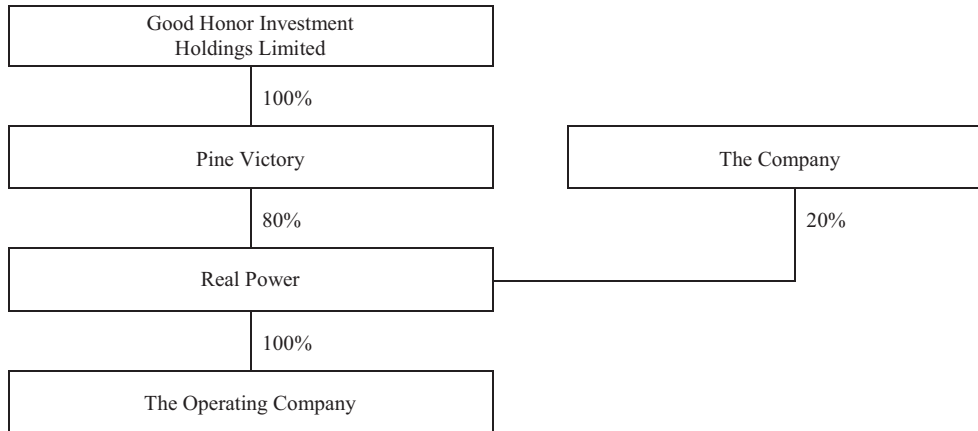 Good Honor Investment
Holdings Limited
100%
Pine Victory
The Company
80%
20%
Real Power
100%
The Operating Company